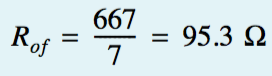 R_of = 667/7 = 95.3 Ω